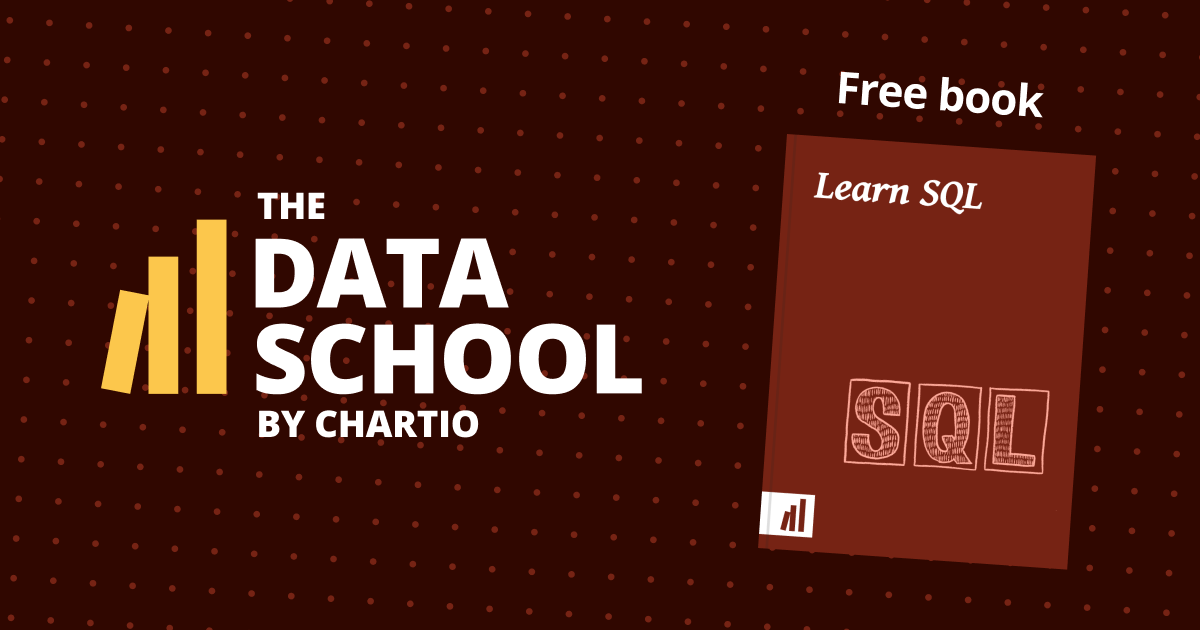 THE
DATA
SCHOOL
BY CHARTIO
Free book
Learn SQL
SQL